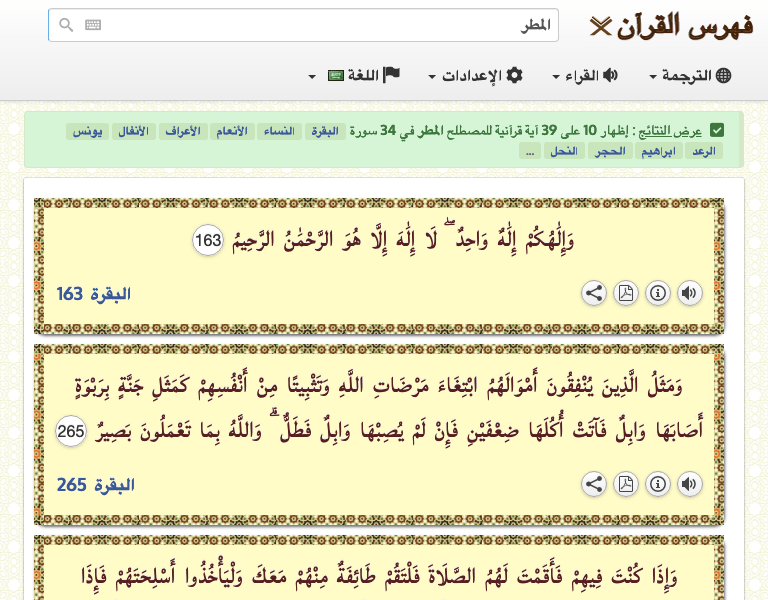 فهرس القرآن
المطر
الترجمة
القراء
الإعدادات
اللغة
عرض النتائج : إظهار 10 على 39 آية قرآنية للمصطلح المطر في 34 سورة البقرة النساء الأنعام الأعراف الأنفال يونس
الرعد ابراهيم الحجر النحل ...
وَإِلَٰهُكُمْ إِلَٰهٌ وَاحِدٌ ۖ لَا إِلَٰهَ إِلَّا هُوَ الرَّحْمَٰنُ الرَّحِيمُ 163
البقرة 163
وَمَثَلُ الَّذِينَ يُنْفِقُونَ أَمْوَالَهُمُ ابْتِغَاءَ مَرْضَاتِ اللَّهِ وَتَثْبِيتًا مِنْ أَنْفُسِهِمْ كَمَثَلِ جَنَّةٍ بِرَبْوَةٍ
أَصَابَهَا وَابِلٌ فَآتَتْ أُكُلَهَا ضِعْفَيْنِ فَإِنْ لَمْ يُصِبْهَا وَابِلٌ فَطَلٌّ ۗ وَاللَّهُ بِمَا تَعْمَلُونَ بَصِيرٌ 265
البقرة 265
وَإِذَا كُنْتَ فِيهِمْ فَأَقَمْتَ لَهُمُ الصَّلَاةَ فَلْتَقُمْ طَائِفَةٌ مِنْهُمْ مَعَكَ وَلْيَأْخُذُوا أَسْلِحَتَهُمْ فَإِذَا